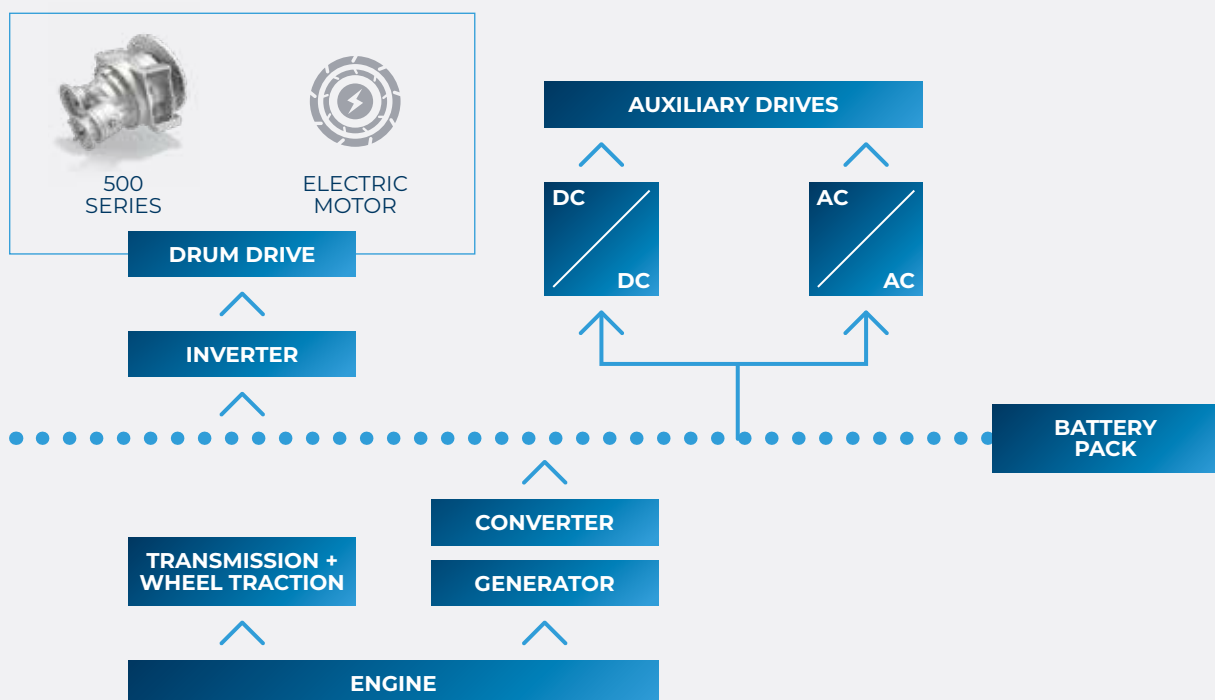 500
SERIES
ELECTRIC
MOTOR
DRUM DRIVE
INVERTER
AUXILIARY DRIVES
DC
DC
AC
AC
BATTERY
PACK
CONVERTER
GENERATOR
TRANSMISSION +
WHEEL TRACTION
ENGINE